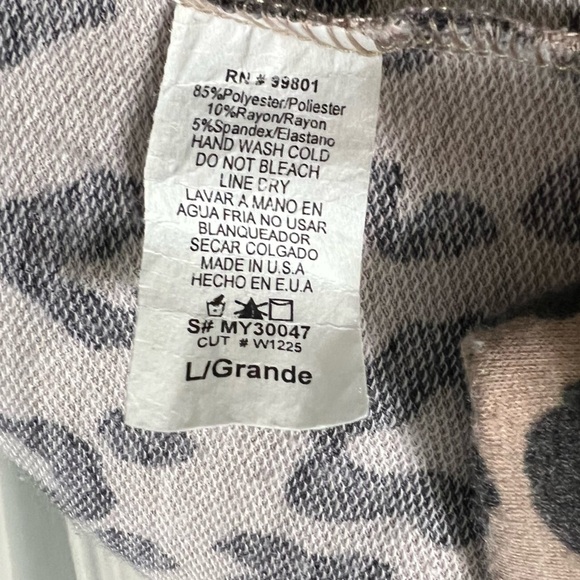 RN # 99801
85%Polyester/Poliester
10%Rayon/Rayon
5%Spandex/Elastano
HAND WASH COLD
DO NOT BLEACH
LINE DRY
LAVAR A MANO EN
AGUA FRIA NO USAR
BLANQUEADOR
SECAR COLGADO
MADE IN U.S.A
HECHO EN E.U.A
S# MY30047
CUT # W1225
L/Grande